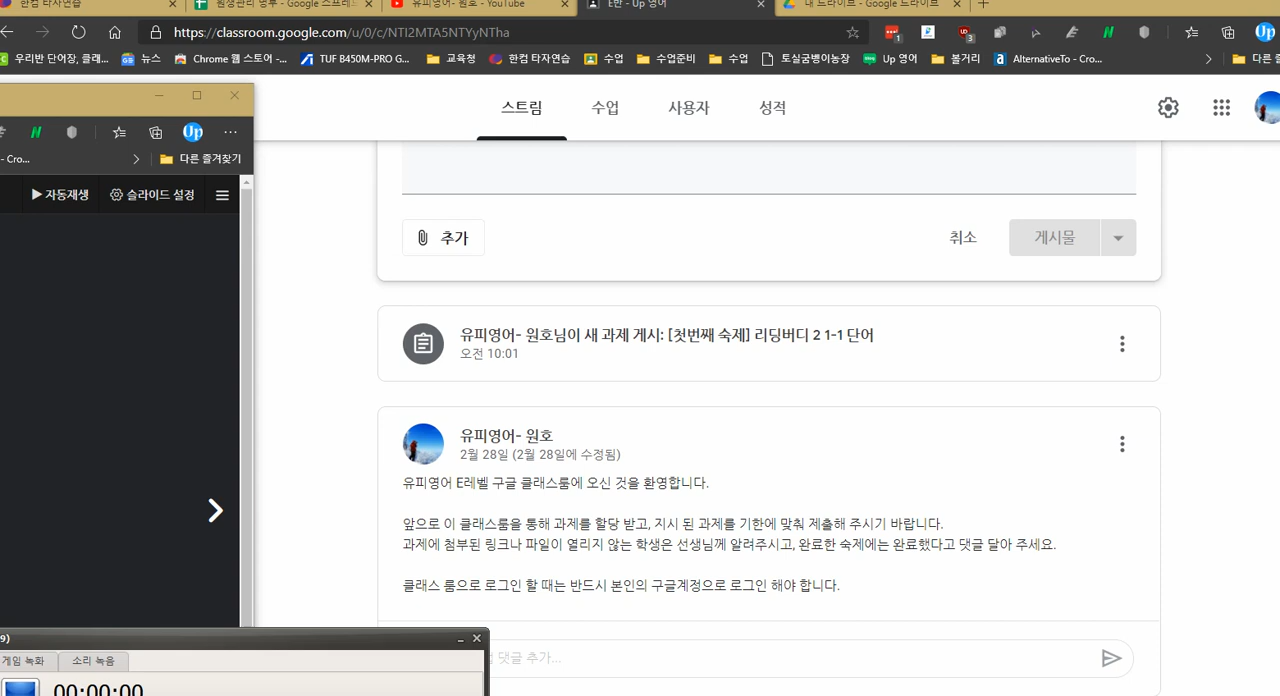 한컴 타자연습
원생관리 명부 - Google 스프레
유피영어- 원호 - YouTube
E반 - Up 영어
내 드라이브 - Google 드라이브
https://classroom.google.com/u/0/c/NTI2MTA5NTYyNTha
우리반 단어장, 클래...
뉴스
Chrome 웹 스토어 -...
TUF B450M-PRO G...
교육청
한컴 타자연습
수업
수업준비
수업
토실굼벵이농장
Up 영어
볼거리
AlternativeTo - Cro...
다른 즐
스트림
수업
사용자
성적
Up
- Cro...
다른 즐겨찾기
자동재생
슬라이드 설정
추가
취소
게시물
유피영어- 원호님이 새 과제 게시: [첫번째 숙제] 리딩버디 2 1-1 단어
오전 10:01
유피영어- 원호
2월 28일 (2월 28일에 수정됨)
유피영어 E레벨 구글 클래스룸에 오신 것을 환영합니다.
앞으로 이 클래스룸을 통해 과제를 할당 받고, 지시 된 과제를 기한에 맞춰 제출해 주시기 바랍니다.
과제에 첨부된 링크나 파일이 열리지 않는 학생은 선생님께 알려주시고, 완료한 숙제에는 완료했다고 댓글 달아 주세요.
클래스 룸으로 로그인 할 때는 반드시 본인의 구글계정으로 로그인 해야 합니다.
댓글 추가...
9)
게임 녹화
소리 녹음
00:00:00